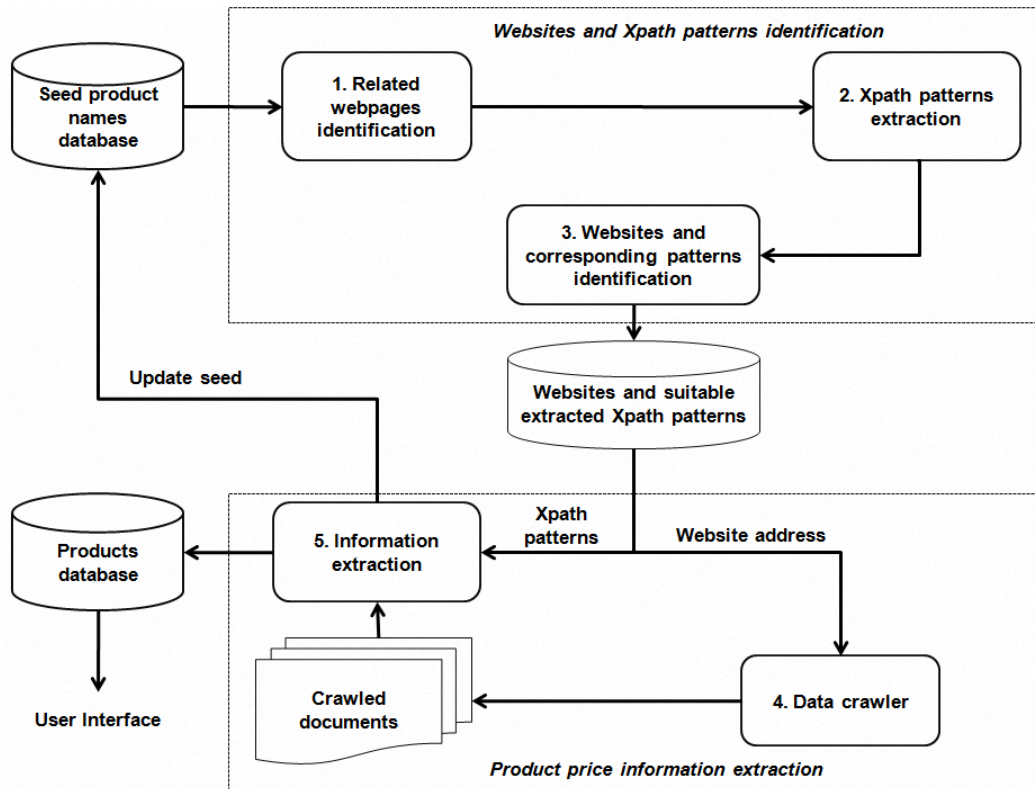 Websites and Xpath patterns identification
Seed product
names
database
1. Related
webpages
identification
2. Xpath patterns
extraction
3. Websites and
corresponding patterns
identification
Update seed
Websites and suitable
extracted Xpath patterns
Products
database
5. Information
extraction
Xpath
patterns
Website address
User Interface
Crawled
documents
4. Data crawler
Product price information extraction